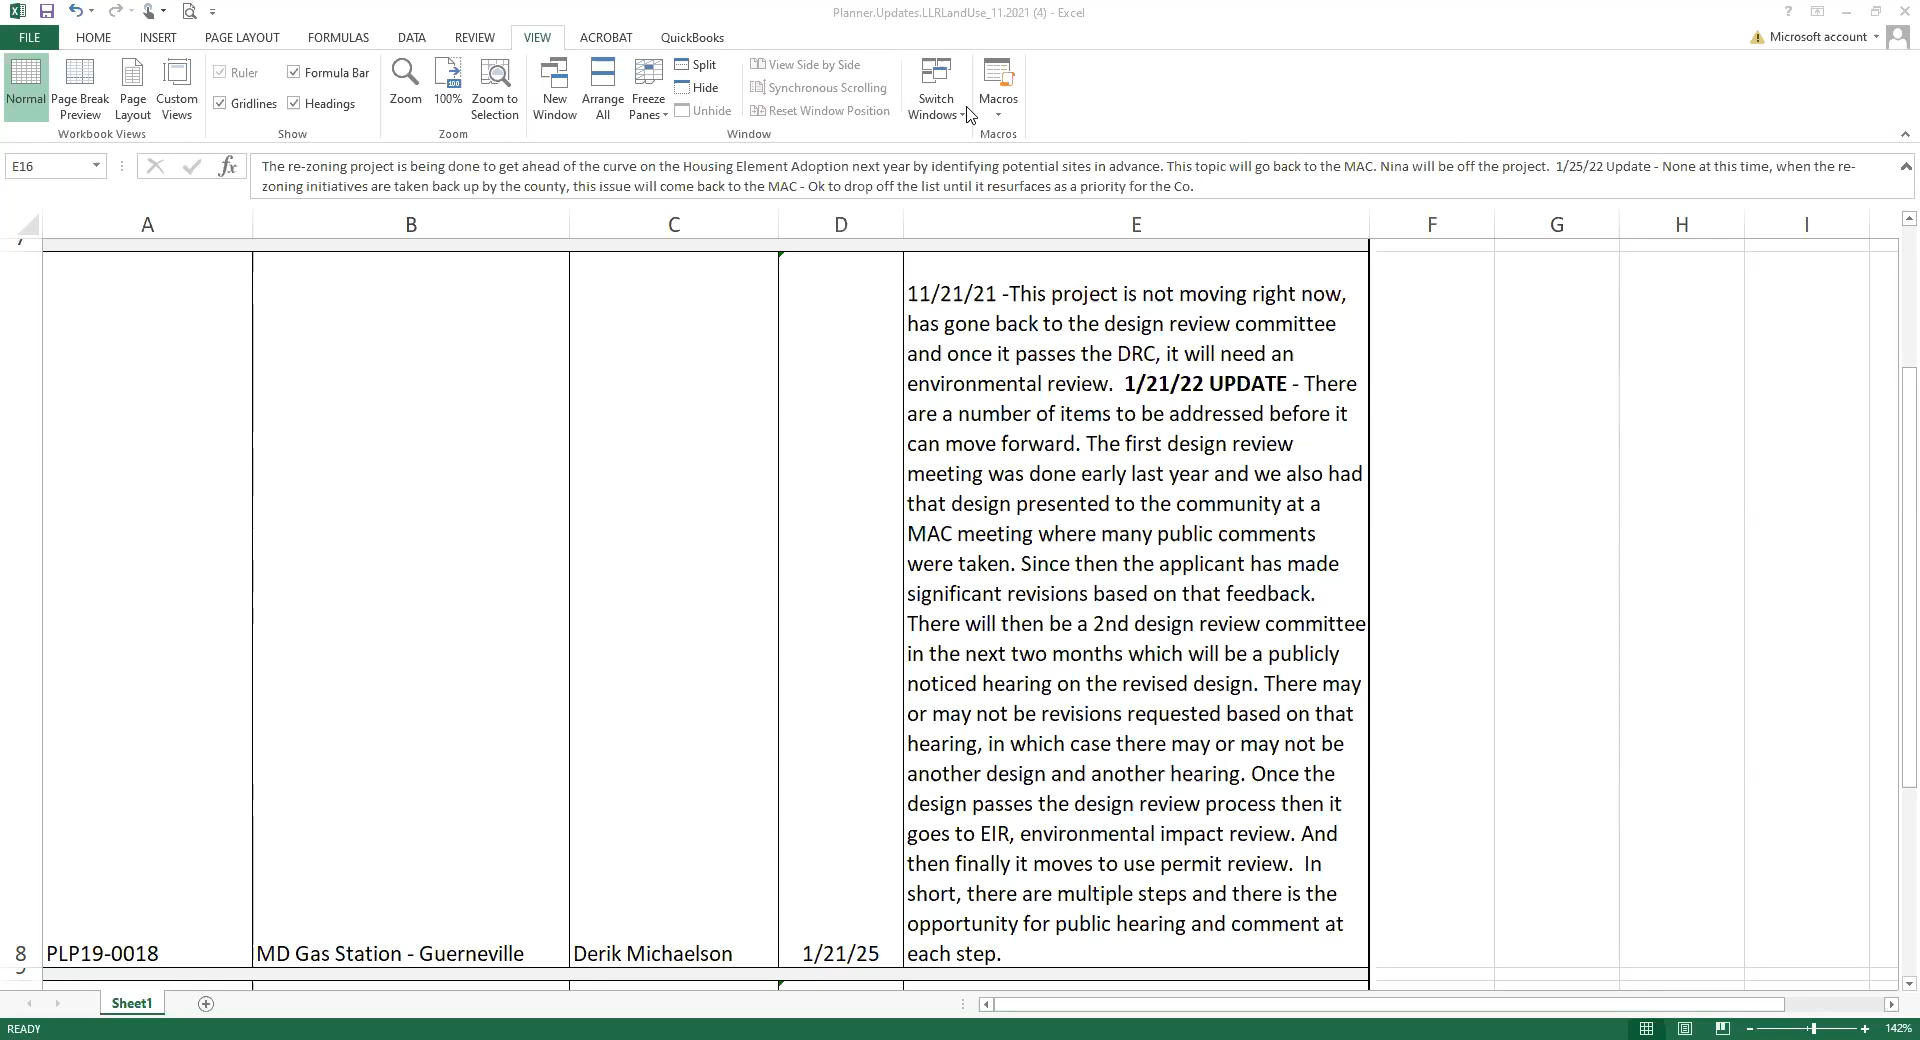 Planner.Updates.LLRLandUse_11.2021 (4) - Excel
FILE HOME INSERT PAGE LAYOUT FORMULAS DATA REVIEW VIEW ACROBAT QuickBooks
Microsoft account
Normal
Page Break Preview
Page Layout
Custom Views
Workbook Views
Ruler
Formula Bar
Gridlines
Headings
Show
Zoom
100%
Zoom to Selection
Zoom
New Window
Arrange All
Freeze Panes
Split
Hide
Unhide
View Side by Side
Synchronous Scrolling
Reset Window Position
Window
Switch Windows
Macros
Macros
E16
fx
The re-zoning project is being done to get ahead of the curve on the Housing Element Adoption next year by identifying potential sites in advance. This topic will go back to the MAC. Nina will be off the project.  1/25/22 Update - None at this time, when the re-
zoning initiatives are taken back up by the county, this issue will come back to the MAC - Ok to drop off the list until it resurfaces as a priority for the Co.
A B C D E F G H I
7
11/21/21 -This project is not moving right now,
has gone back to the design review committee
and once it passes the DRC, it will need an
environmental review.  1/21/22 UPDATE - There
are a number of items to be addressed before it
can move forward. The first design review
meeting was done early last year and we also had
that design presented to the community at a
MAC meeting where many public comments
were taken. Since then the applicant has made
significant revisions based on that feedback.
There will then be a 2nd design review committee
in the next two months which will be a publicly
noticed hearing on the revised design. There may
or may not be revisions requested based on that
hearing, in which case there may or may not be
another design and another hearing. Once the
design passes the design review process then it
goes to EIR, environmental impact review. And
then finally it moves to use permit review.  In
short, there are multiple steps and there is the
opportunity for public hearing and comment at
each step.
8 PLP19-0018 MD Gas Station - Guerneville Derik Michaelson 1/21/25
9
Sheet1
READY
142%